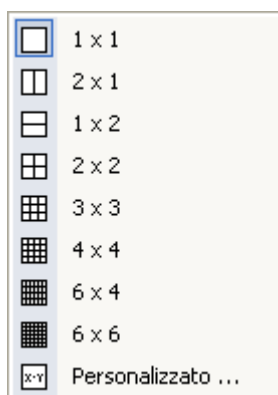 1 x 1
2 x 1
1 x 2
2 x 2
3 x 3
4 x 4
6 x 4
6 x 6
X-Y Personalizzato ...